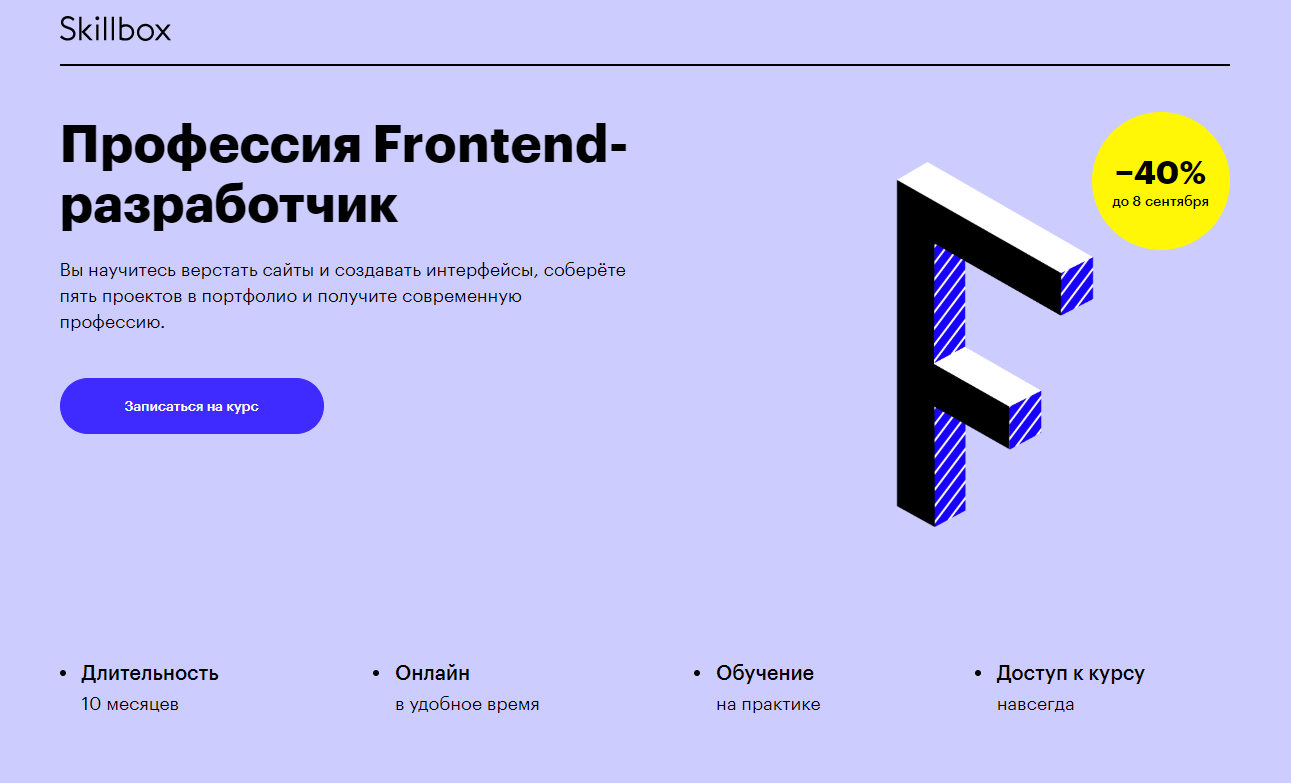 Skillbox
Профессия Frontend-
разработчик
−40%
до 8 сентября
Вы научитесь верстать сайты и создавать интерфейсы, соберёте
пять проектов в портфолио и получите современную
профессию.
Записаться на курс
• Длительность
10 месяцев
• Онлайн
в удобное время
• Обучение
на практике
• Доступ к курсу
навсегда